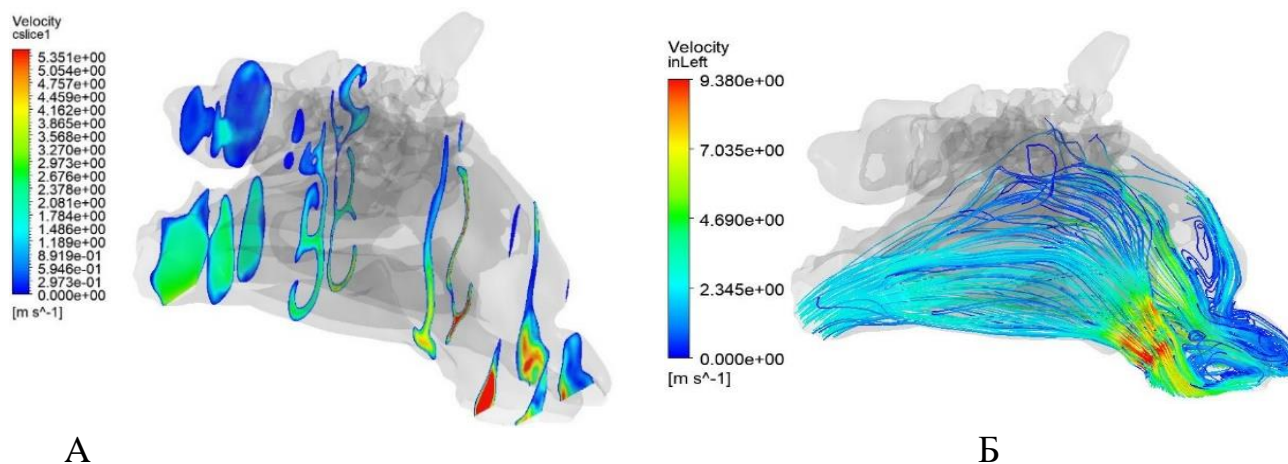 Velocity
cslice1
5.351e+00
5.054e+00
4.757e+00
4.459e+00
4.162e+00
3.865e+00
3.568e+00
3.270e+00
2.973e+00
2.676e+00
2.378e+00
2.081e+00
1.784e+00
1.486e+00
1.189e+00
8.919e-01
5.946e-01
2.973e-01
0.000e+00
[m s^-1]
Velocity
inLeft
9.380e+00
7.035e+00
4.690e+00
2.345e+00
0.000e+00
[m s^-1]
А
Б